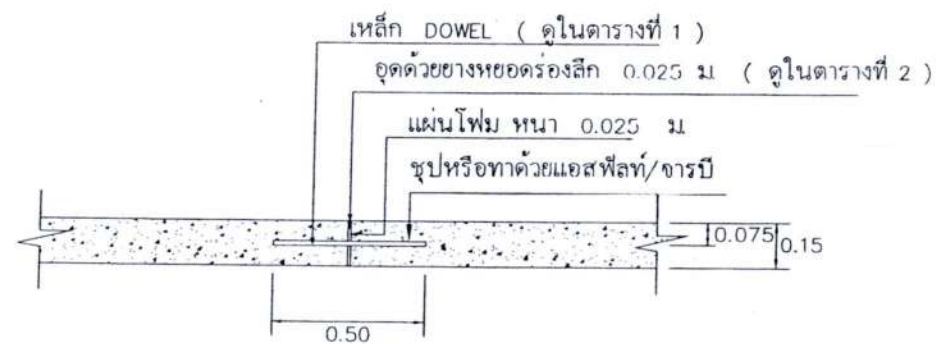 เหล็ก DOWEL ( ดูในตารางที่ 1 )
อุดด้วยยางหยอดร่องลึก 0.025 ม. ( ดูในตารางที่ 2 )
แผ่นโฟม หนา 0.025 ม.
ชุปหรือทาด้วยแอสฟัลท์/จารบี
0.075
0.15
0.50